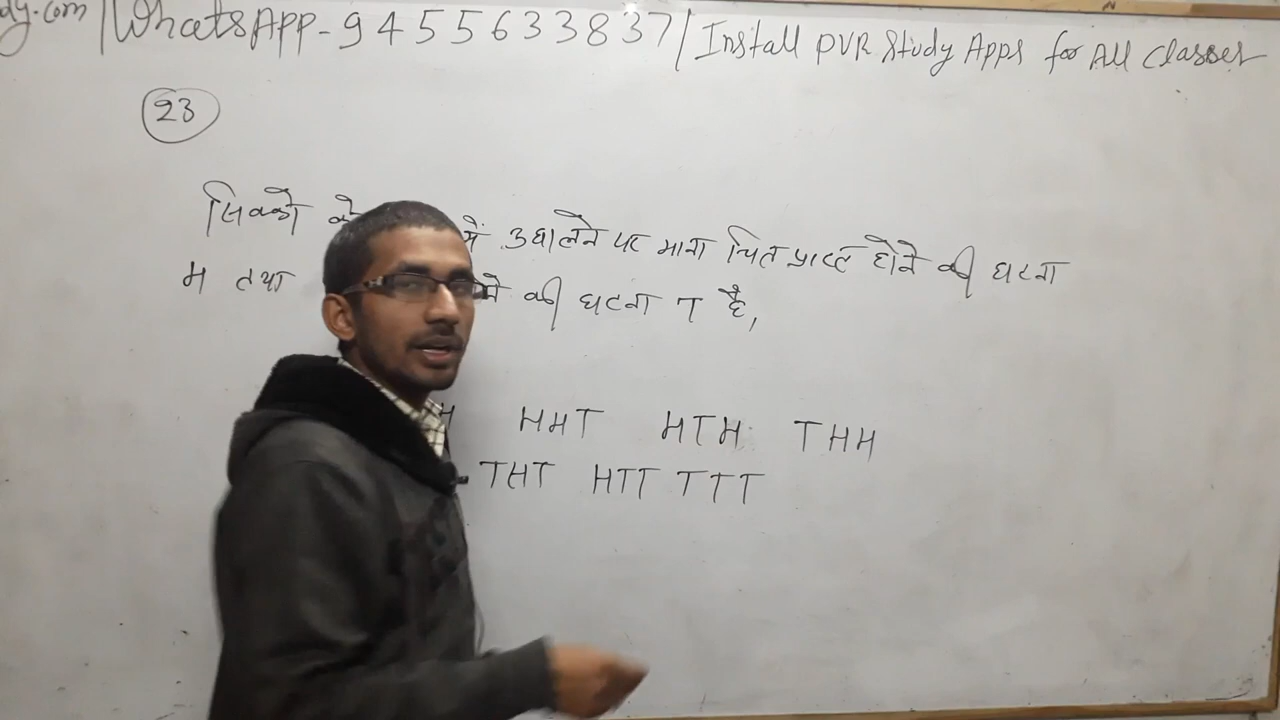 dy.com | WhatsApp - 9455633837 | Install PVR Study Apps for All Classes
23
सिक्को के में उछालने पर माना चित प्राप्त होने की घटना
H तथा ने की घटना T है,
H HHT HTH THH
THT HTT TTT